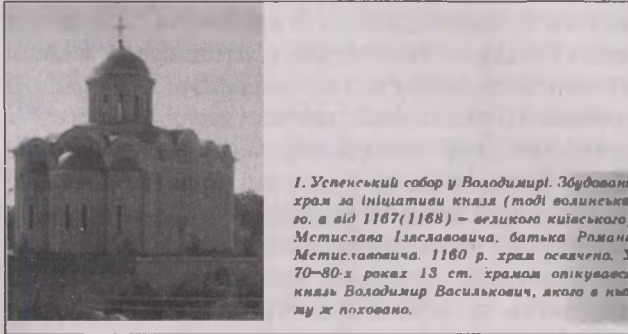 1. Успенський собор у Володимирі. Збудовано
храм за ініціативи князя (тоді волинсько-
го, а від 1167(1168) – великого київського)
Мстислава Ізяславовича, батька Романа
Мстиславовича. 1160 р. храм освячено. У
70–80-х роках 13 ст. храмом опікувався
князь Володимир Василькович, якого в ньо-
му ж поховано.